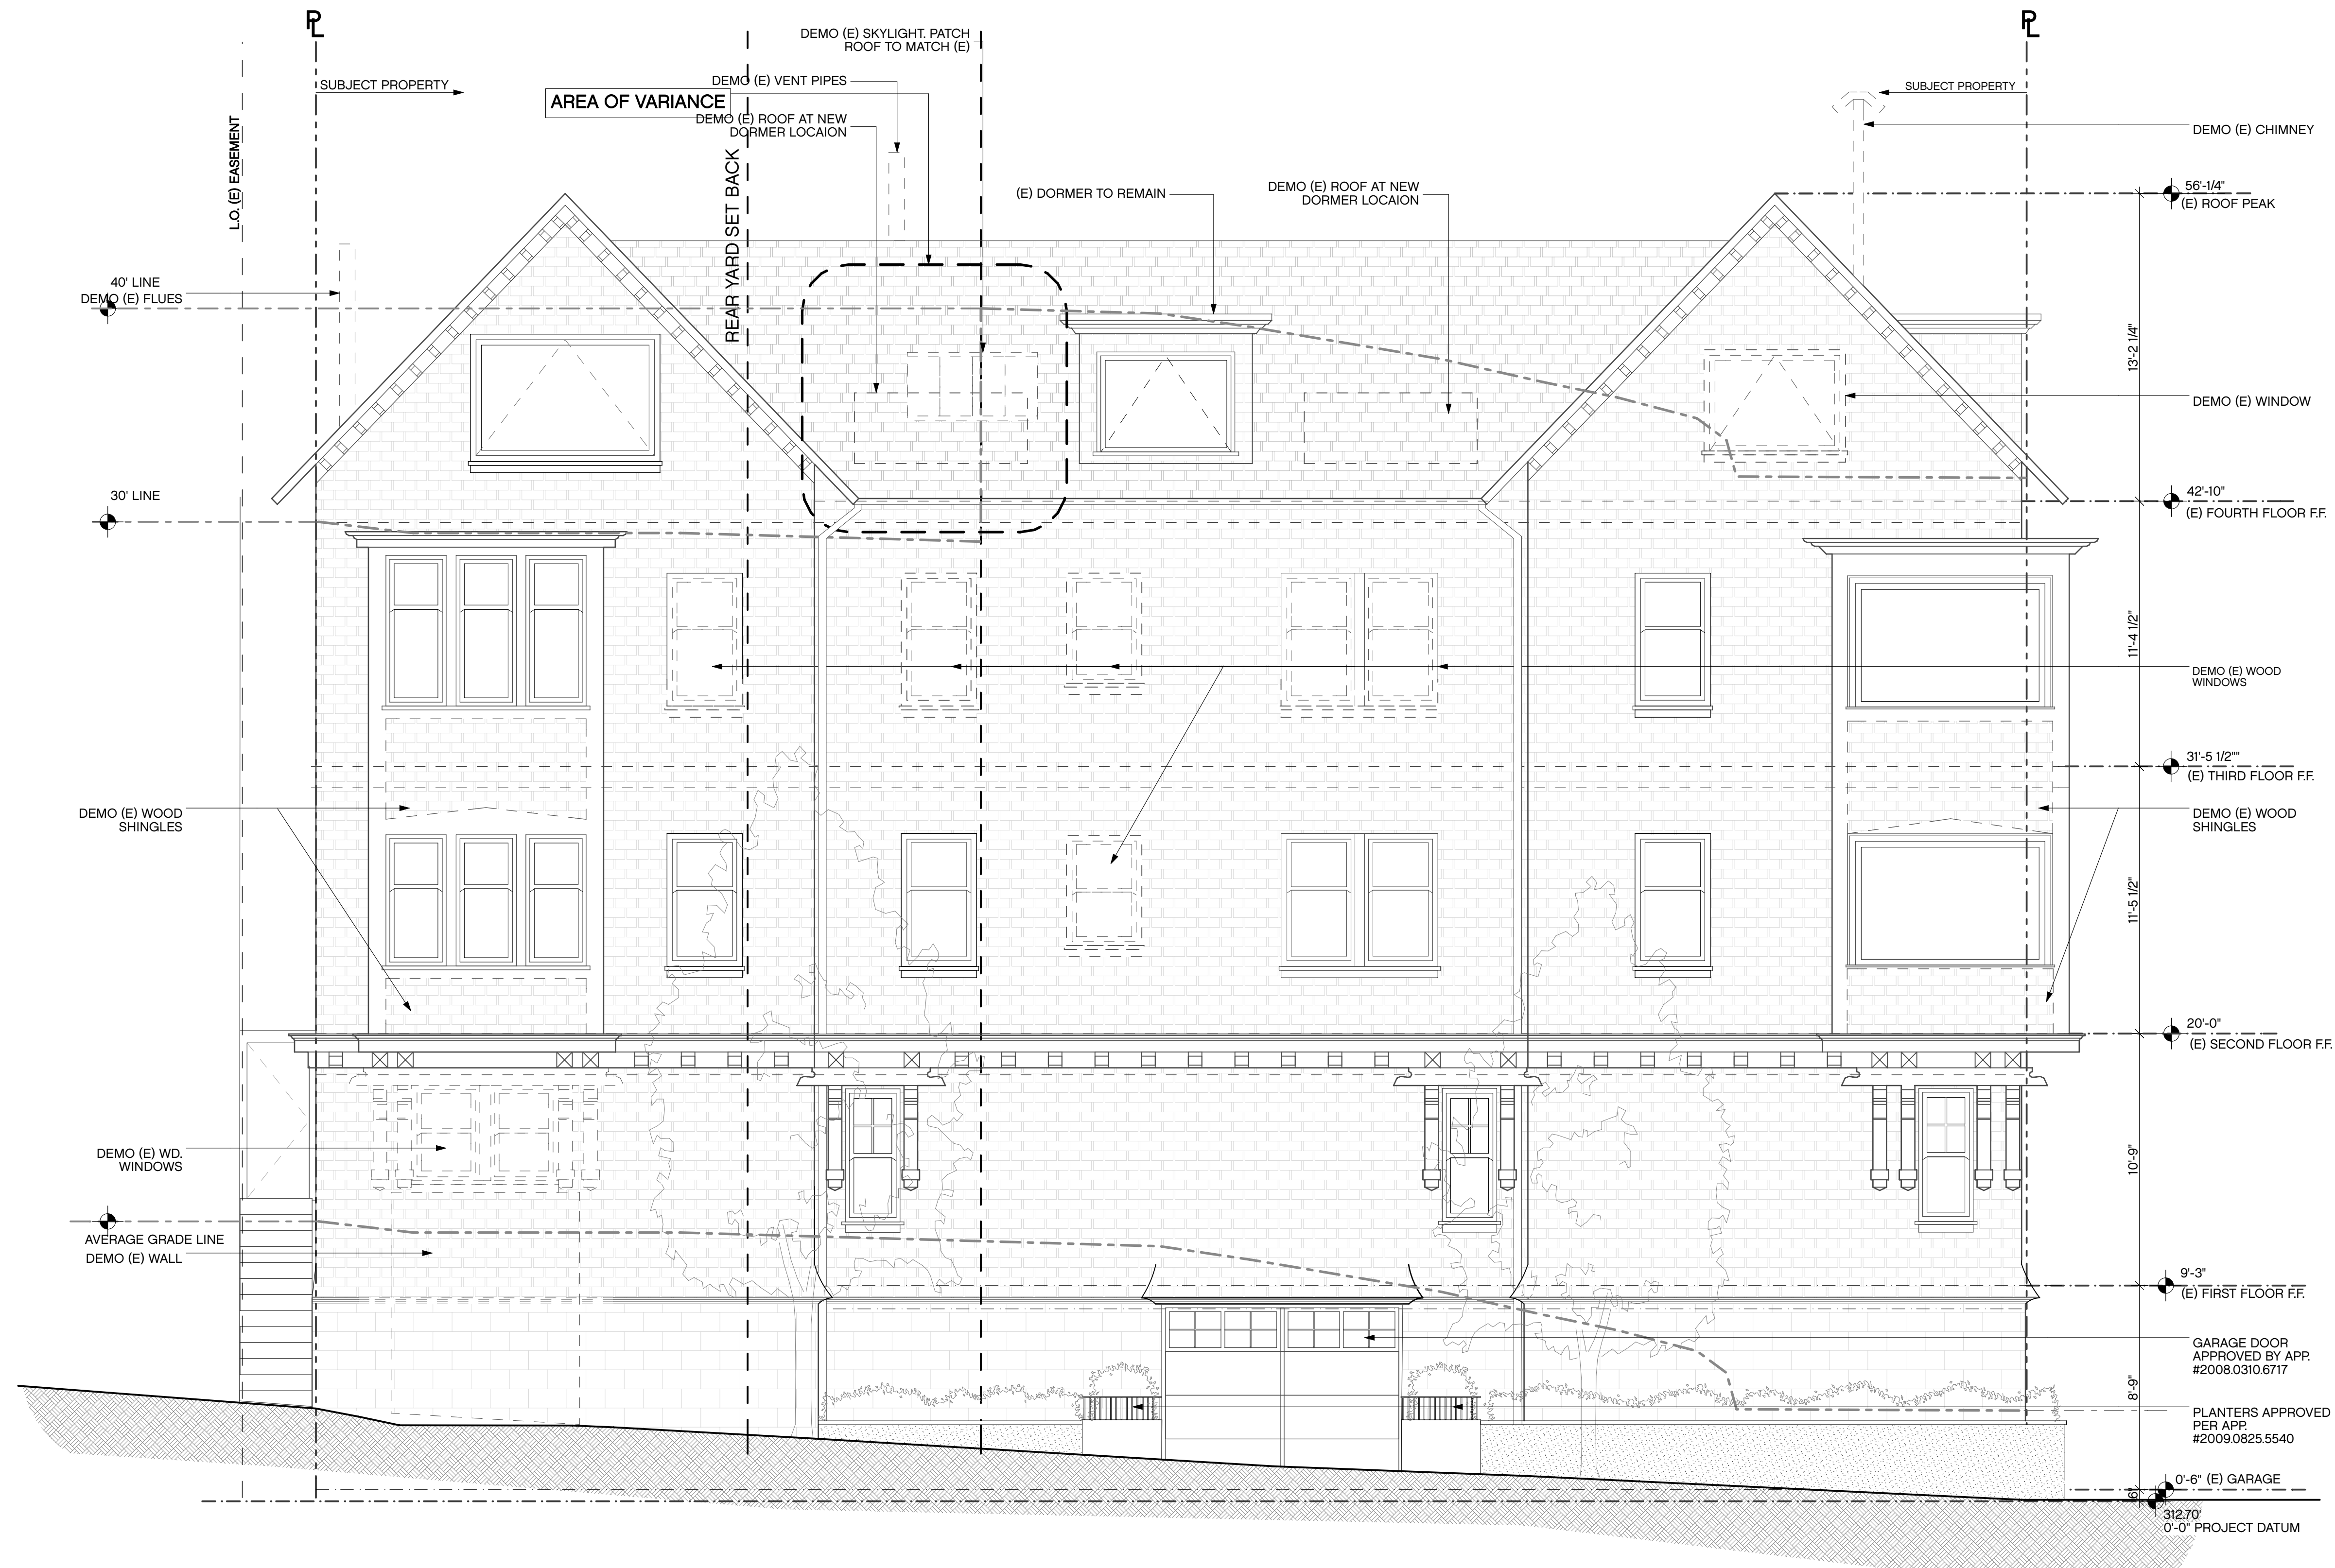 PL
PL
DEMO (E) SKYLIGHT. PATCH
ROOF TO MATCH (E)
SUBJECT PROPERTY
DEMO (E) VENT PIPES
AREA OF VARIANCE
DEMO (E) ROOF AT NEW
DORMER LOCAION
SUBJECT PROPERTY
DEMO (E) CHIMNEY
L.O. (E) EASEMENT
REAR YARD SET BACK
(E) DORMER TO REMAIN
DEMO (E) ROOF AT NEW
DORMER LOCAION
56'-1/4"
(E) ROOF PEAK
40' LINE
DEMO (E) FLUES
13'-2 1/4"
DEMO (E) WINDOW
30' LINE
42'-10"
(E) FOURTH FLOOR F.F.
11'-4 1/2"
DEMO (E) WOOD
WINDOWS
31'-5 1/2""
(E) THIRD FLOOR F.F.
DEMO (E) WOOD
SHINGLES
DEMO (E) WOOD
SHINGLES
11'-5 1/2"
20'-0"
(E) SECOND FLOOR F.F.
DEMO (E) WD.
WINDOWS
10'-9"
AVERAGE GRADE LINE
DEMO (E) WALL
9'-3"
(E) FIRST FLOOR F.F.
GARAGE DOOR
APPROVED BY APP.
#2008.0310.6717
8'-9"
PLANTERS APPROVED
PER APP.
#2009.0825.5540
0'-6" (E) GARAGE
6"
312.70'
0'-0" PROJECT DATUM